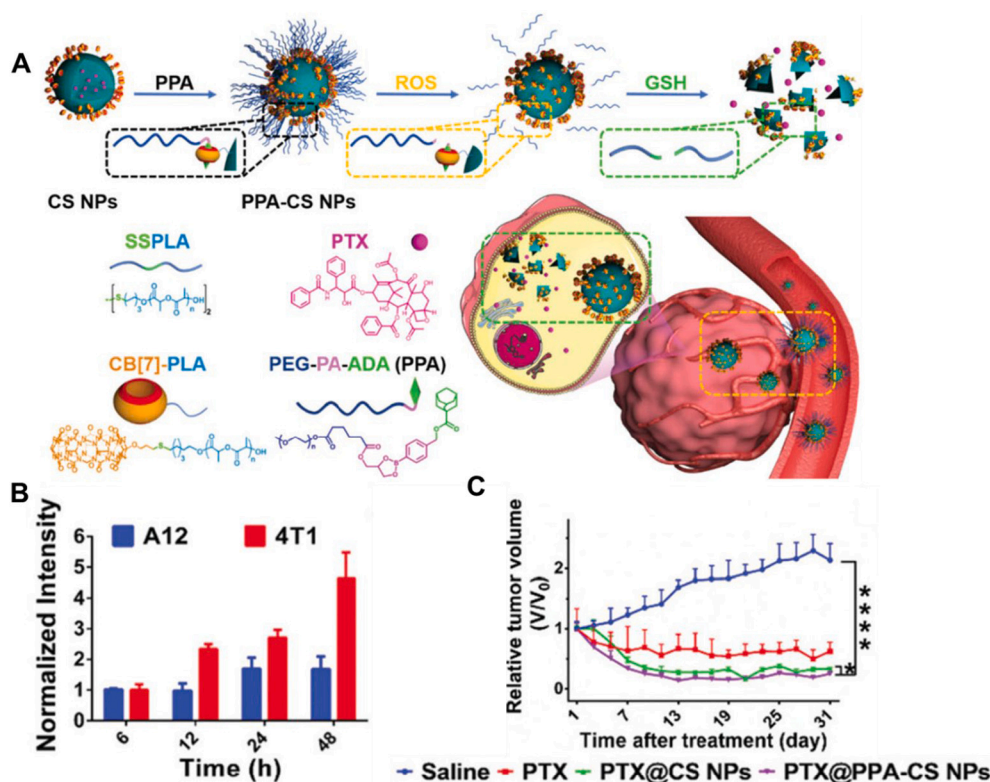 A
PPA
ROS
GSH
CS NPs
PPA-CS NPs
SSPLA
PTX
CB[7]-PLA
PEG-PA-ADA (PPA)
B
Normalized Intensity
6
5
4
3
2
1
0
A12
4T1
6
12
24
48
Time (h)
C
Relative tumor volume
(V/V0)
2
1
0
1
7
13
19
25
31
Time after treatment (day)
****
*
Saline
PTX
PTX@CS NPs
PTX@PPA-CS NPs